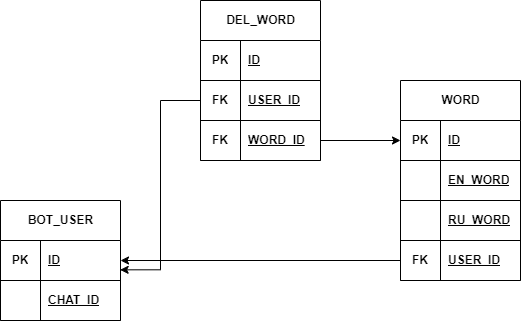 DEL_WORD
PK ID
FK USER_ID
FK WORD_ID
WORD
PK ID
EN_WORD
RU_WORD
FK USER_ID
BOT_USER
PK ID
CHAT_ID